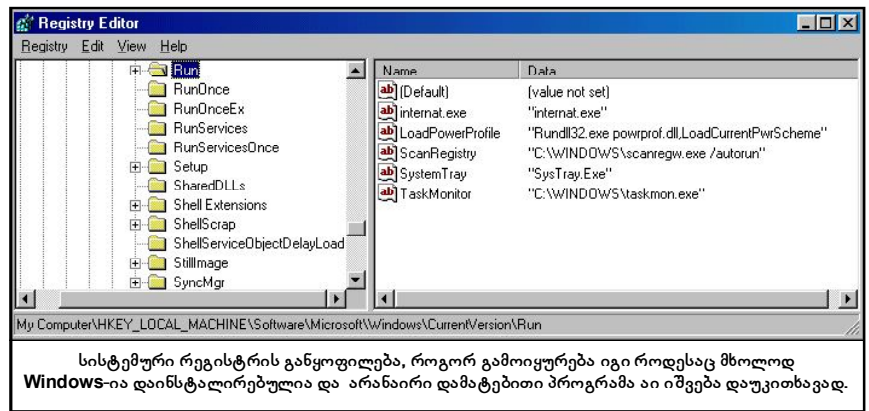 Registry Editor
Registry Edit View Help
Run
RunOnce
RunOnceEx
RunServices
RunServicesOnce
Setup
SharedDLLs
Shell Extensions
ShellScrap
ShellServiceObjectDelayLoad
StillImage
SyncMgr
Name Data
(Default) (value not set)
internat.exe "internat.exe"
LoadPowerProfile "Rundll32.exe powrprof.dll,LoadCurrentPwrScheme"
ScanRegistry "C:\WINDOWS\scanregw.exe /autorun"
SystemTray "SysTray.Exe"
TaskMonitor "C:\WINDOWS\taskmon.exe"
My Computer\HKEY_LOCAL_MACHINE\Software\Microsoft\Windows\CurrentVersion\Run
სისტემური რეგისტრის განყოფილება, როგორ გამოიყურება იგი როდესაც მხოლოდ
Windows-ია დაინსტალირებულია და არანაირი დამატებითი პროგრამა აი იშვება დაუკითხავად.